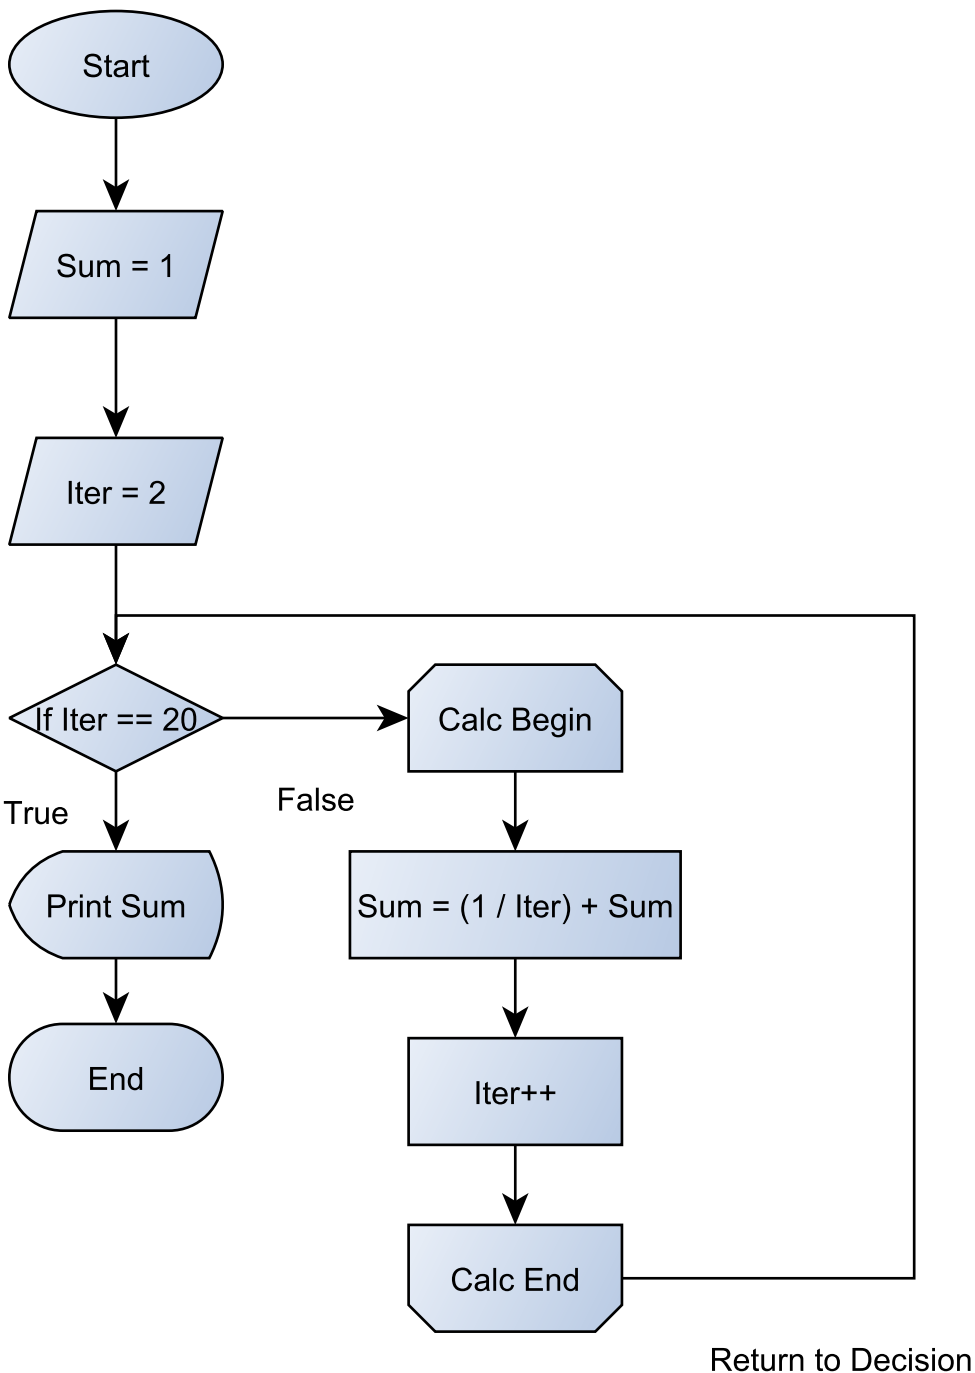 Start
Sum = 1
Iter = 2
If Iter == 20
Calc Begin
True
False
Print Sum
Sum = (1 / Iter) + Sum
End
Iter++
Calc End
Return to Decision